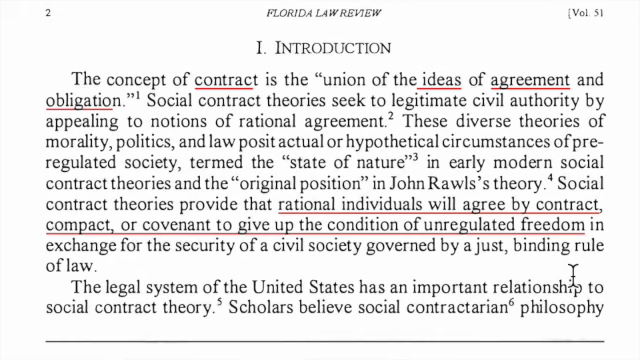 2 FLORIDA LAW REVIEW [Vol. 51
I. INTRODUCTION
The concept of contract is the “union of the ideas of agreement and
obligation.”1 Social contract theories seek to legitimate civil authority by
appealing to notions of rational agreement.2 These diverse theories of
morality, politics, and law posit actual or hypothetical circumstances of pre-
regulated society, termed the “state of nature”3 in early modern social
contract theories and the “original position” in John Rawls’s theory.4 Social
contract theories provide that rational individuals will agree by contract,
compact, or covenant to give up the condition of unregulated freedom in
exchange for the security of a civil society governed by a just, binding rule
of law.
The legal system of the United States has an important relationship to
social contract theory.5 Scholars believe social contractarian6 philosophy